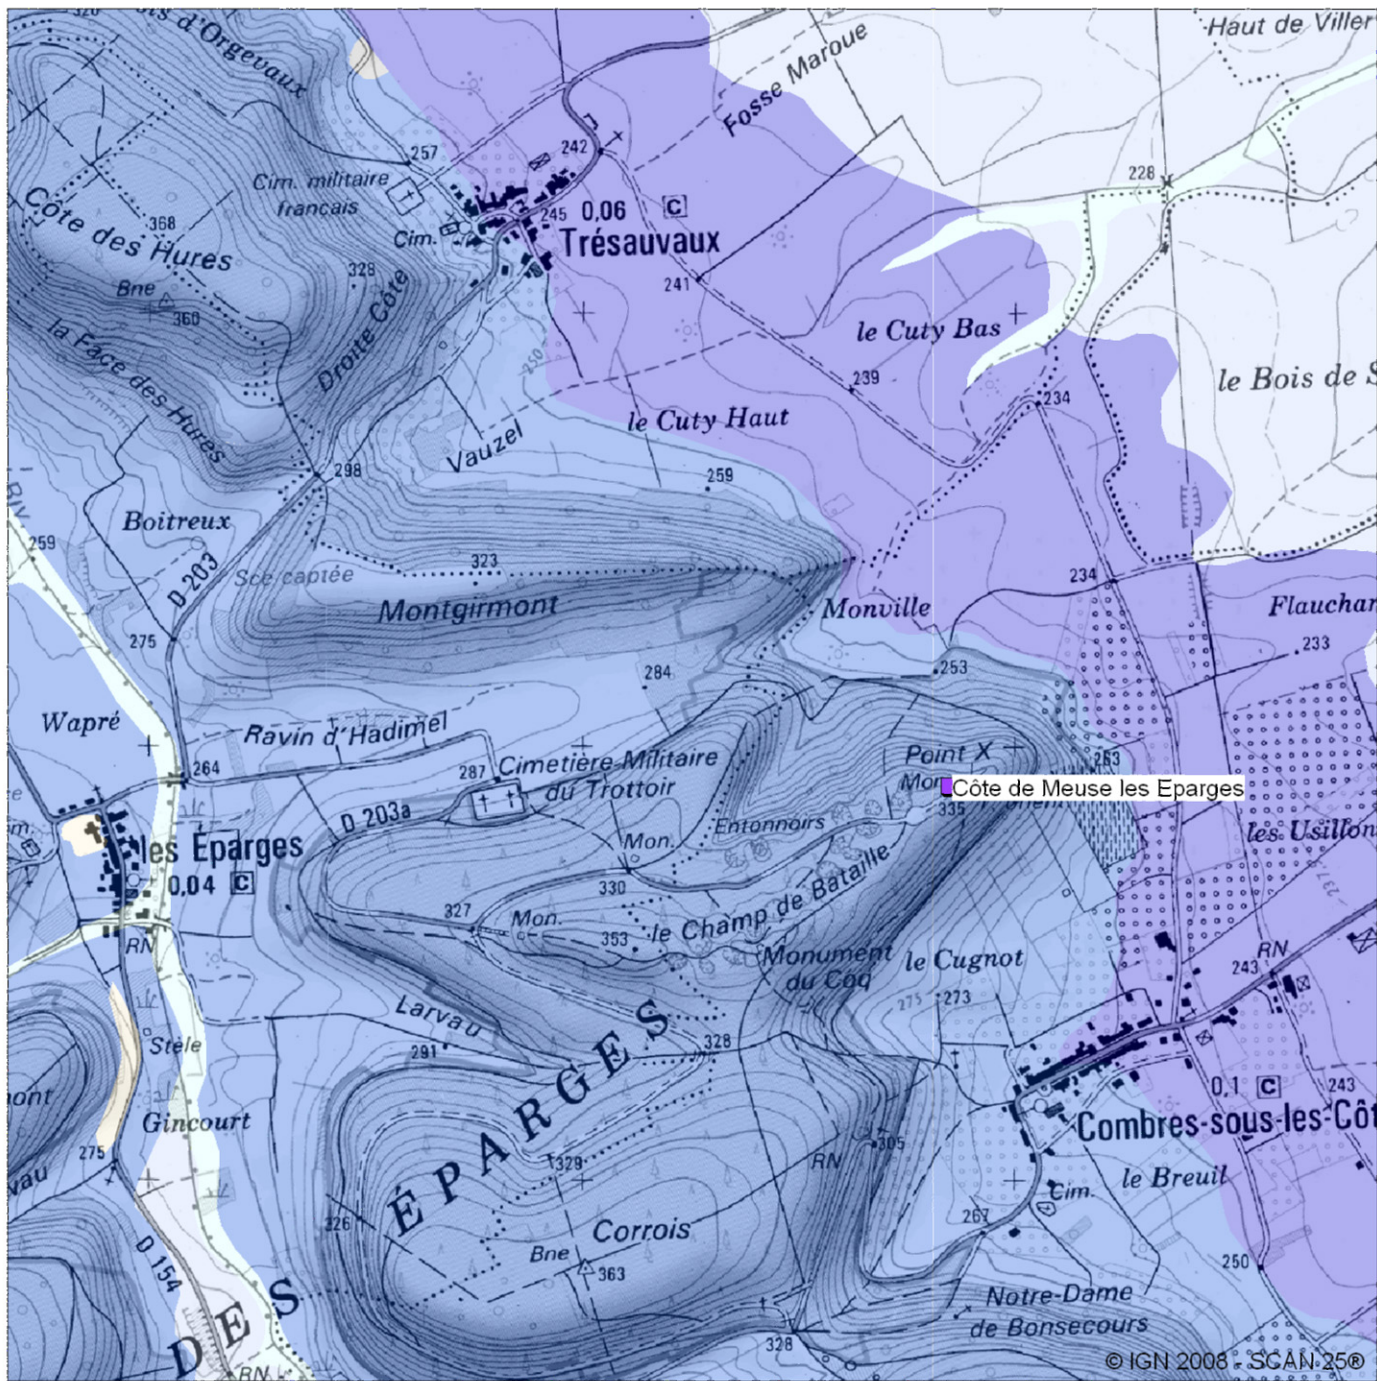 320
d'Orgevaux
Haut de Viller
Fosse Maroue
257
242
Cim. militaire
français
228
Côte des Hures
368
245
0,06
C
Cim.
Trésauvaux
328
Bne
360
241
Droite Côte
la Face des Hures
250
le Cuty Bas
239
234
le Bois de S
le Cuty Haut
Vauzel
298
259
Boitreux
259
Sce captée
323
D 203
Montgirmont
Monville
234
Flauchar
275
233
253
284
Wapré
Ravin d'Hadimel
264
287
Cimetière Militaire
du Trottoir
Point X
263
Côte de Meuse les Eparges
335
D 203a
Mon.
Entonnoirs
les Usillon
les Éparges
0,04
C
330
237
327
Mon.
353
le Champ de Bataille
RN
Monument
du Coq
le Cugnot
RN
243
275
273
Larvau
Stèle
291
328
ÉPARGES
0,1
C
243
Gincourt
Combres-sous-les-Côt
275
305
329
RN
le Breuil
Cim.
326
Corrois
267
D 154
Bne
363
250
DES
Notre-Dame
de Bonsecours
328
RN
© IGN 2008 - SCAN 25®